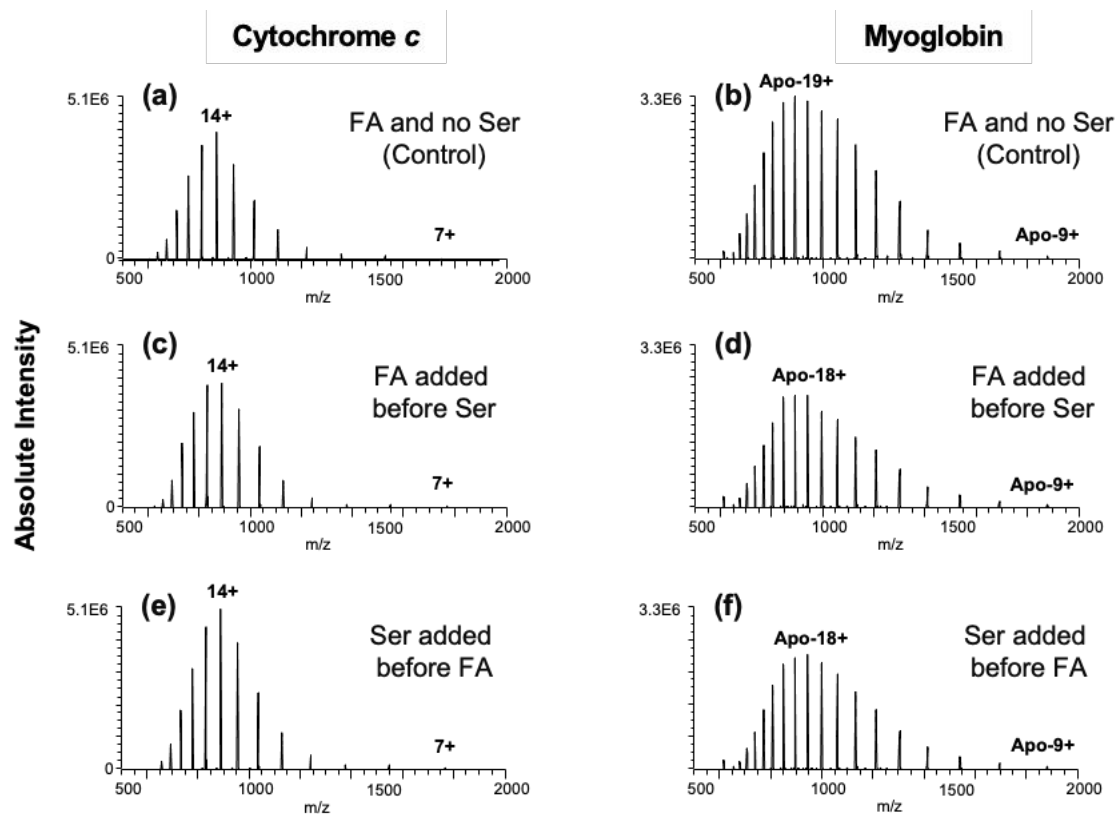 Cytochrome c
Myoglobin
Absolute Intensity
(a)
5.1E6
14+
FA and no Ser
(Control)
7+
0
500
1000
1500
2000
m/z
(b)
3.3E6
Apo-19+
FA and no Ser
(Control)
Apo-9+
0
500
1000
1500
2000
m/z
(c)
5.1E6
14+
FA added
before Ser
7+
0
500
1000
1500
2000
m/z
(d)
3.3E6
Apo-18+
FA added
before Ser
Apo-9+
0
500
1000
1500
2000
m/z
(e)
5.1E6
14+
Ser added
before FA
7+
0
500
1000
1500
2000
m/z
(f)
3.3E6
Apo-18+
Ser added
before FA
Apo-9+
0
500
1000
1500
2000
m/z